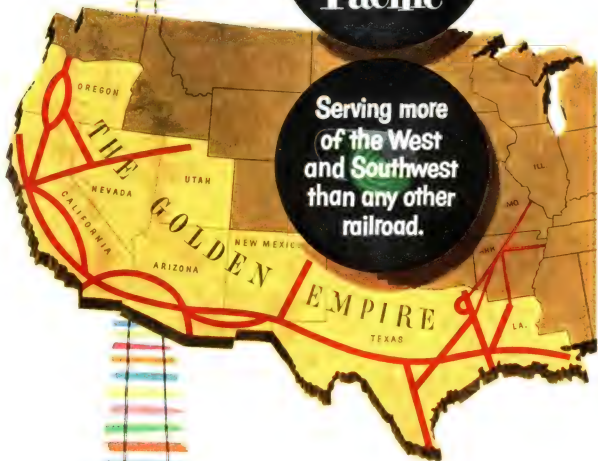 Pacific
Serving more
of the West
and Southwest
than any other
railroad.
OREGON
THE
NEVADA
UTAH
CALIFORNIA
GOLDEN
ARIZONA
NEW MEXICO
EMPIRE
TEXAS
ILL.
MO.
ARK
LA.